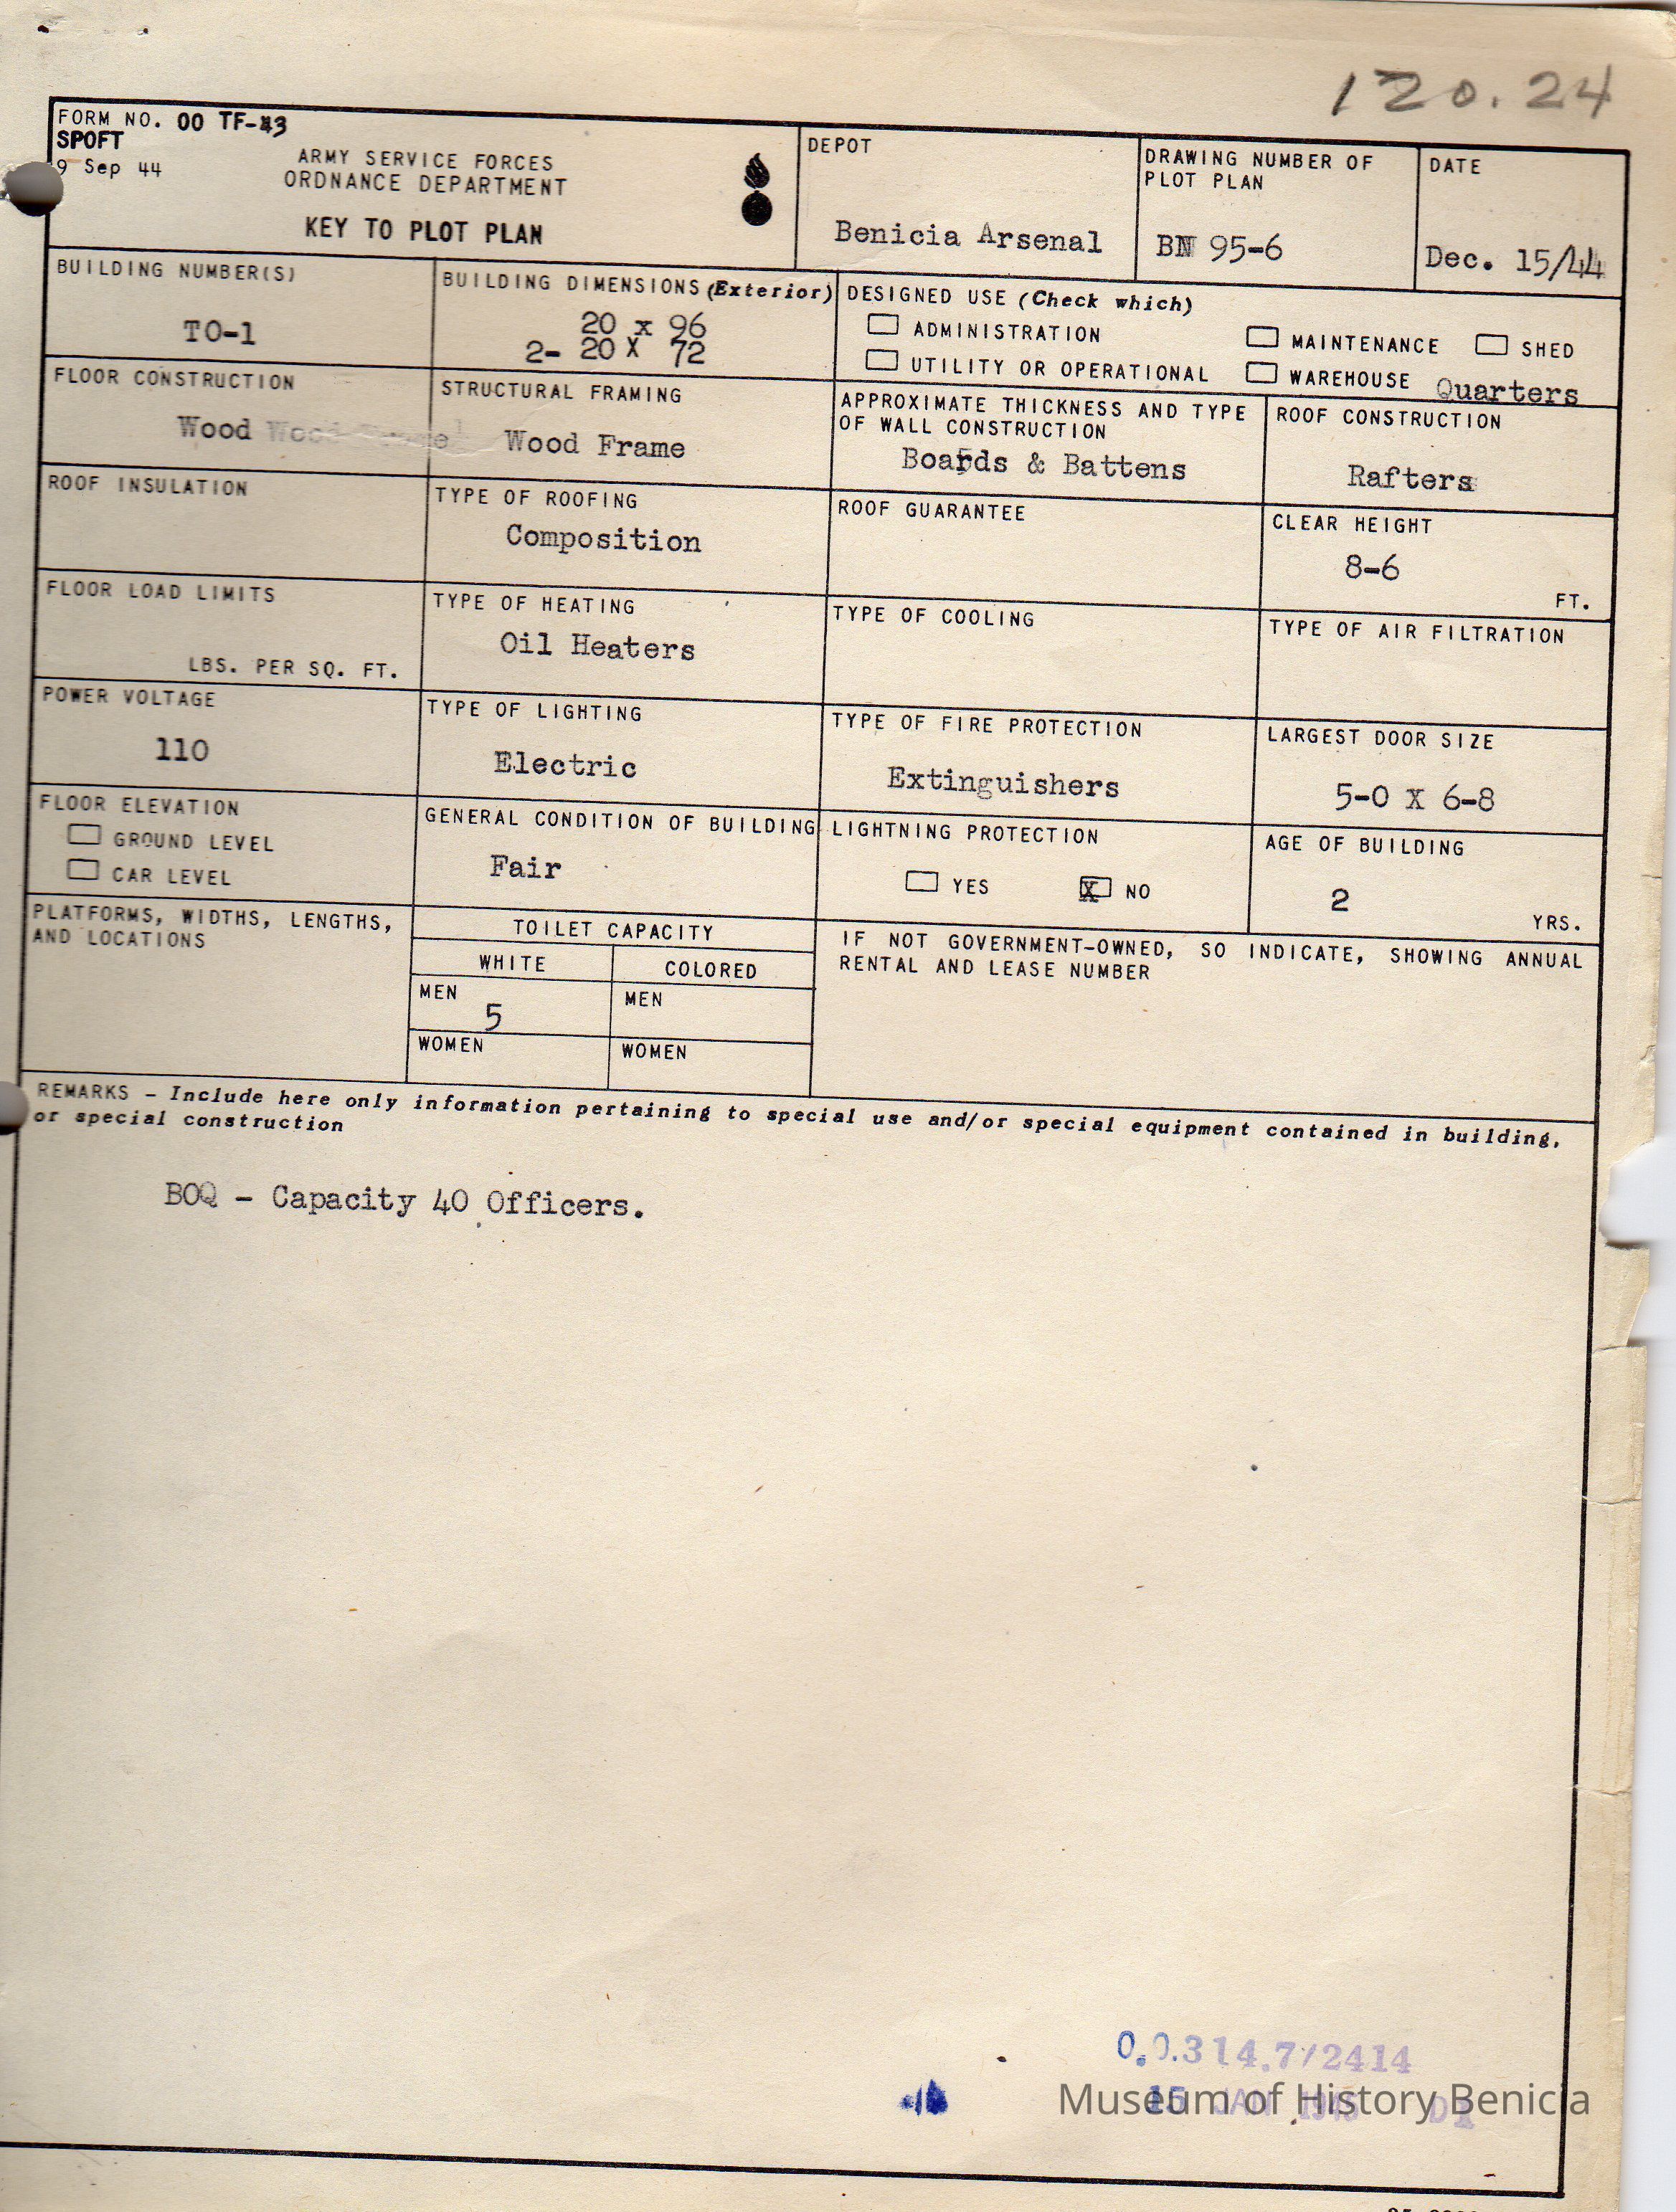 120.24
FORM NO. OO TF-43
SPOFT
9 Sep 44
ARMY SERVICE FORCES
ORDNANCE DEPARTMENT
KEY TO PLOT PLAN
DEPOT
Benicia Arsenal
DRAWING NUMBER OF
PLOT PLAN
BN 95-6
DATE
Dec. 15/44
BUILDING NUMBER(S)
TO-1
BUILDING DIMENSIONS (Exterior)
20 x 96
2- 20 X 72
DESIGNED USE (Check which)
ADMINISTRATION
MAINTENANCE
SHED
UTILITY OR OPERATIONAL
WAREHOUSE
Quarters
FLOOR CONSTRUCTION
Wood
STRUCTURAL FRAMING
Wood Frame
APPROXIMATE THICKNESS AND TYPE
OF WALL CONSTRUCTION
Boards & Battens
ROOF CONSTRUCTION
Rafters
ROOF INSULATION
TYPE OF ROOFING
Composition
ROOF GUARANTEE
CLEAR HEIGHT
8-6
FT.
FLOOR LOAD LIMITS
LBS. PER SQ. FT.
TYPE OF HEATING
Oil Heaters
TYPE OF COOLING
TYPE OF AIR FILTRATION
POWER VOLTAGE
110
TYPE OF LIGHTING
Electric
TYPE OF FIRE PROTECTION
Extinguishers
LARGEST DOOR SIZE
5-0 X 6-8
FLOOR ELEVATION
GROUND LEVEL
CAR LEVEL
GENERAL CONDITION OF BUILDING
Fair
LIGHTNING PROTECTION
YES
X NO
AGE OF BUILDING
2
YRS.
PLATFORMS, WIDTHS, LENGTHS,
AND LOCATIONS
TOILET CAPACITY
WHITE
COLORED
MEN
5
MEN
WOMEN
WOMEN
IF NOT GOVERNMENT-OWNED, SO INDICATE, SHOWING ANNUAL
RENTAL AND LEASE NUMBER
REMARKS - Include here only information pertaining to special use and/or special equipment contained in building,
or special construction
BOQ - Capacity 40 Officers.
0.0.314.7/2414
15 JAN
Museum of History Benicia